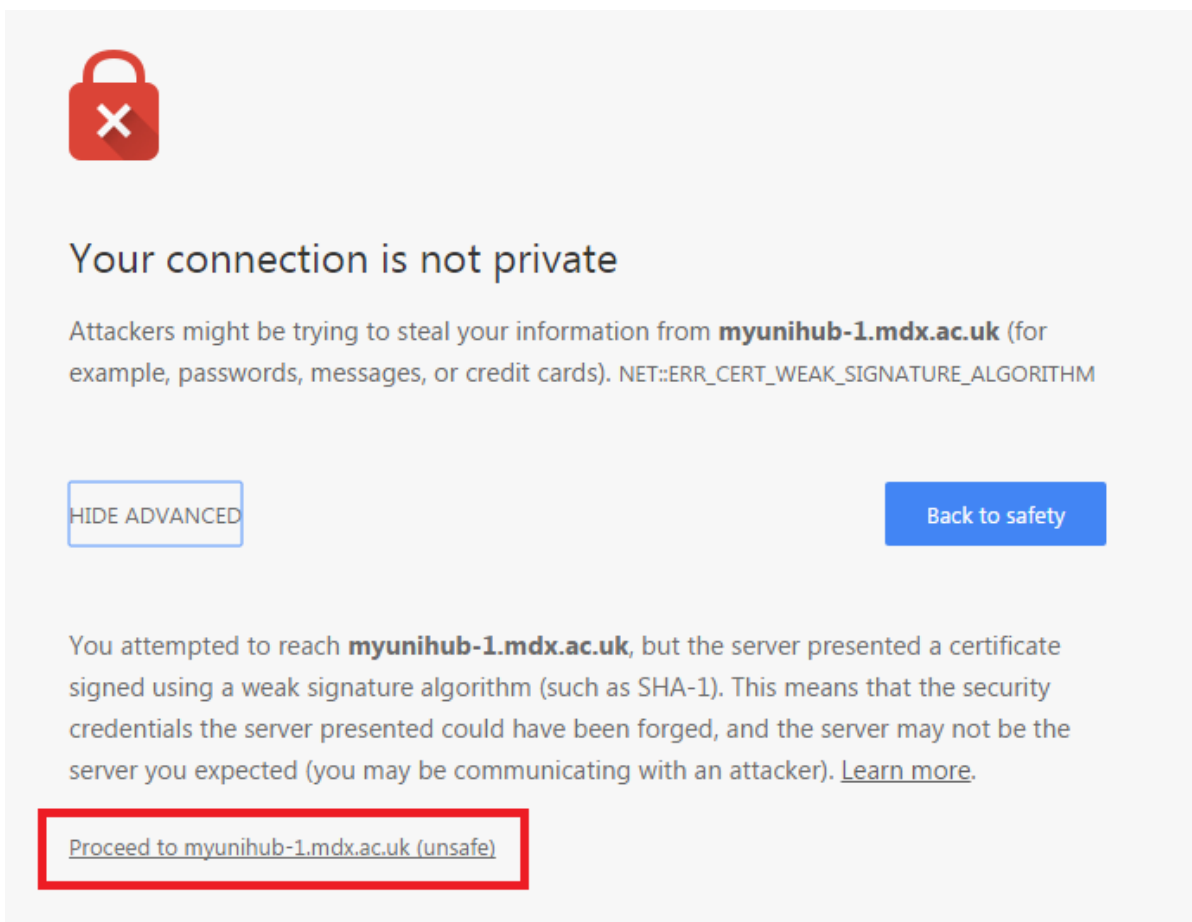 Your connection is not private
Attackers might be trying to steal your information from myunihub-1.mdx.ac.uk (for
example, passwords, messages, or credit cards). NET::ERR_CERT_WEAK_SIGNATURE_ALGORITHM
HIDE ADVANCED
Back to safety
You attempted to reach myunihub-1.mdx.ac.uk, but the server presented a certificate
signed using a weak signature algorithm (such as SHA-1). This means that the security
credentials the server presented could have been forged, and the server may not be the
server you expected (you may be communicating with an attacker). Learn more.
Proceed to myunihub-1.mdx.ac.uk (unsafe)